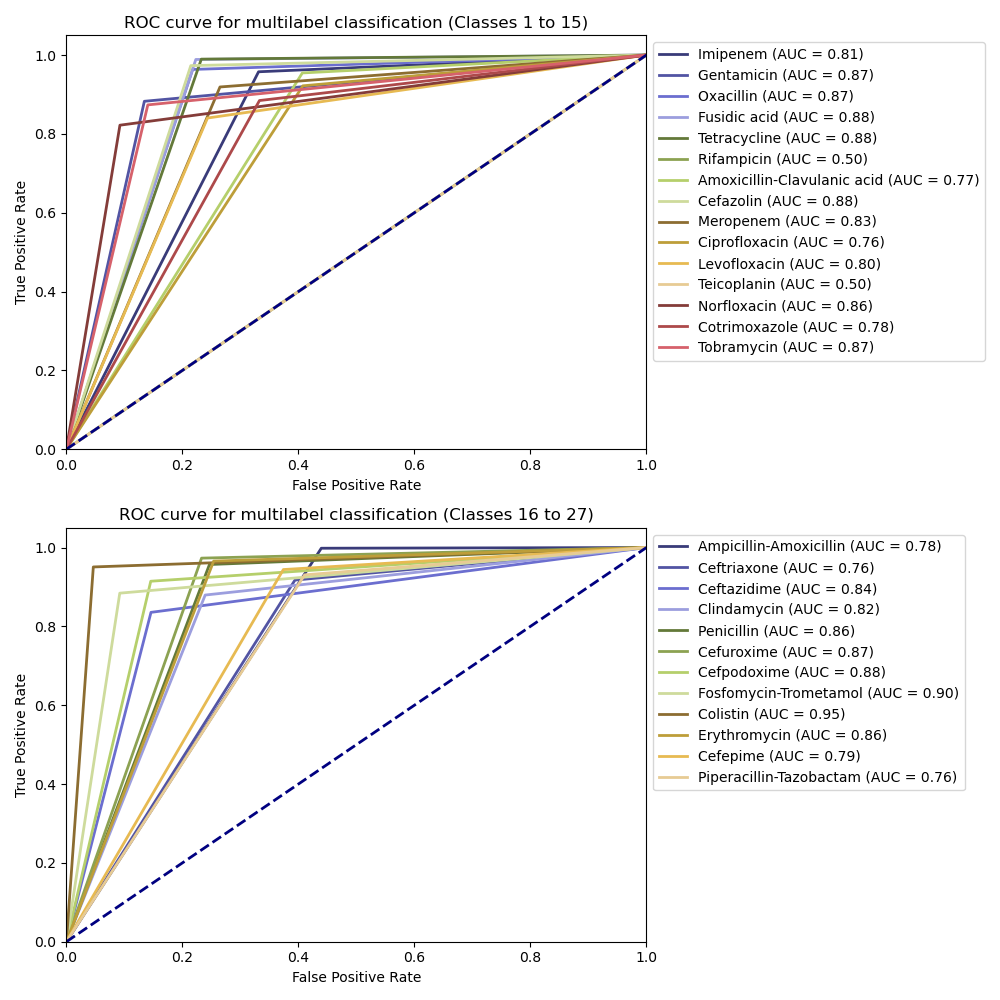 ROC curve for multilabel classification (Classes 1 to 15)
True Positive Rate
1.0
0.8
0.6
0.4
0.2
0.0
0.0 0.2 0.4 0.6 0.8 1.0
False Positive Rate
Imipenem (AUC = 0.81)
Gentamicin (AUC = 0.87)
Oxacillin (AUC = 0.87)
Fusidic acid (AUC = 0.88)
Tetracycline (AUC = 0.88)
Rifampicin (AUC = 0.50)
Amoxicillin-Clavulanic acid (AUC = 0.77)
Cefazolin (AUC = 0.88)
Meropenem (AUC = 0.83)
Ciprofloxacin (AUC = 0.76)
Levofloxacin (AUC = 0.80)
Teicoplanin (AUC = 0.50)
Norfloxacin (AUC = 0.86)
Cotrimoxazole (AUC = 0.78)
Tobramycin (AUC = 0.87)
ROC curve for multilabel classification (Classes 16 to 27)
True Positive Rate
1.0
0.8
0.6
0.4
0.2
0.0
0.0 0.2 0.4 0.6 0.8 1.0
False Positive Rate
Ampicillin-Amoxicillin (AUC = 0.78)
Ceftriaxone (AUC = 0.76)
Ceftazidime (AUC = 0.84)
Clindamycin (AUC = 0.82)
Penicillin (AUC = 0.86)
Cefuroxime (AUC = 0.87)
Cefpodoxime (AUC = 0.88)
Fosfomycin-Trometamol (AUC = 0.90)
Colistin (AUC = 0.95)
Erythromycin (AUC = 0.86)
Cefepime (AUC = 0.79)
Piperacillin-Tazobactam (AUC = 0.76)